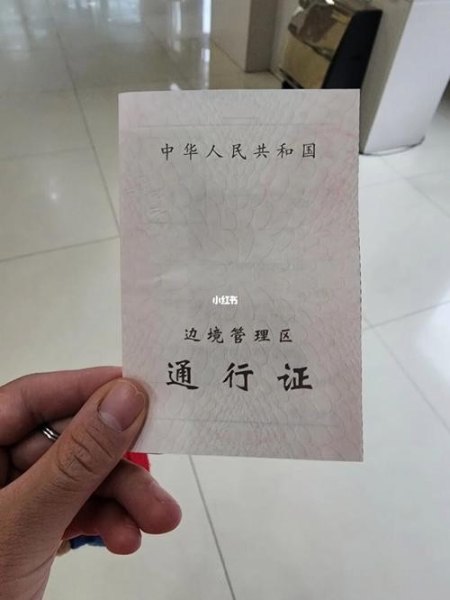 中华人民共和国
小红书
边境管理区
通行证